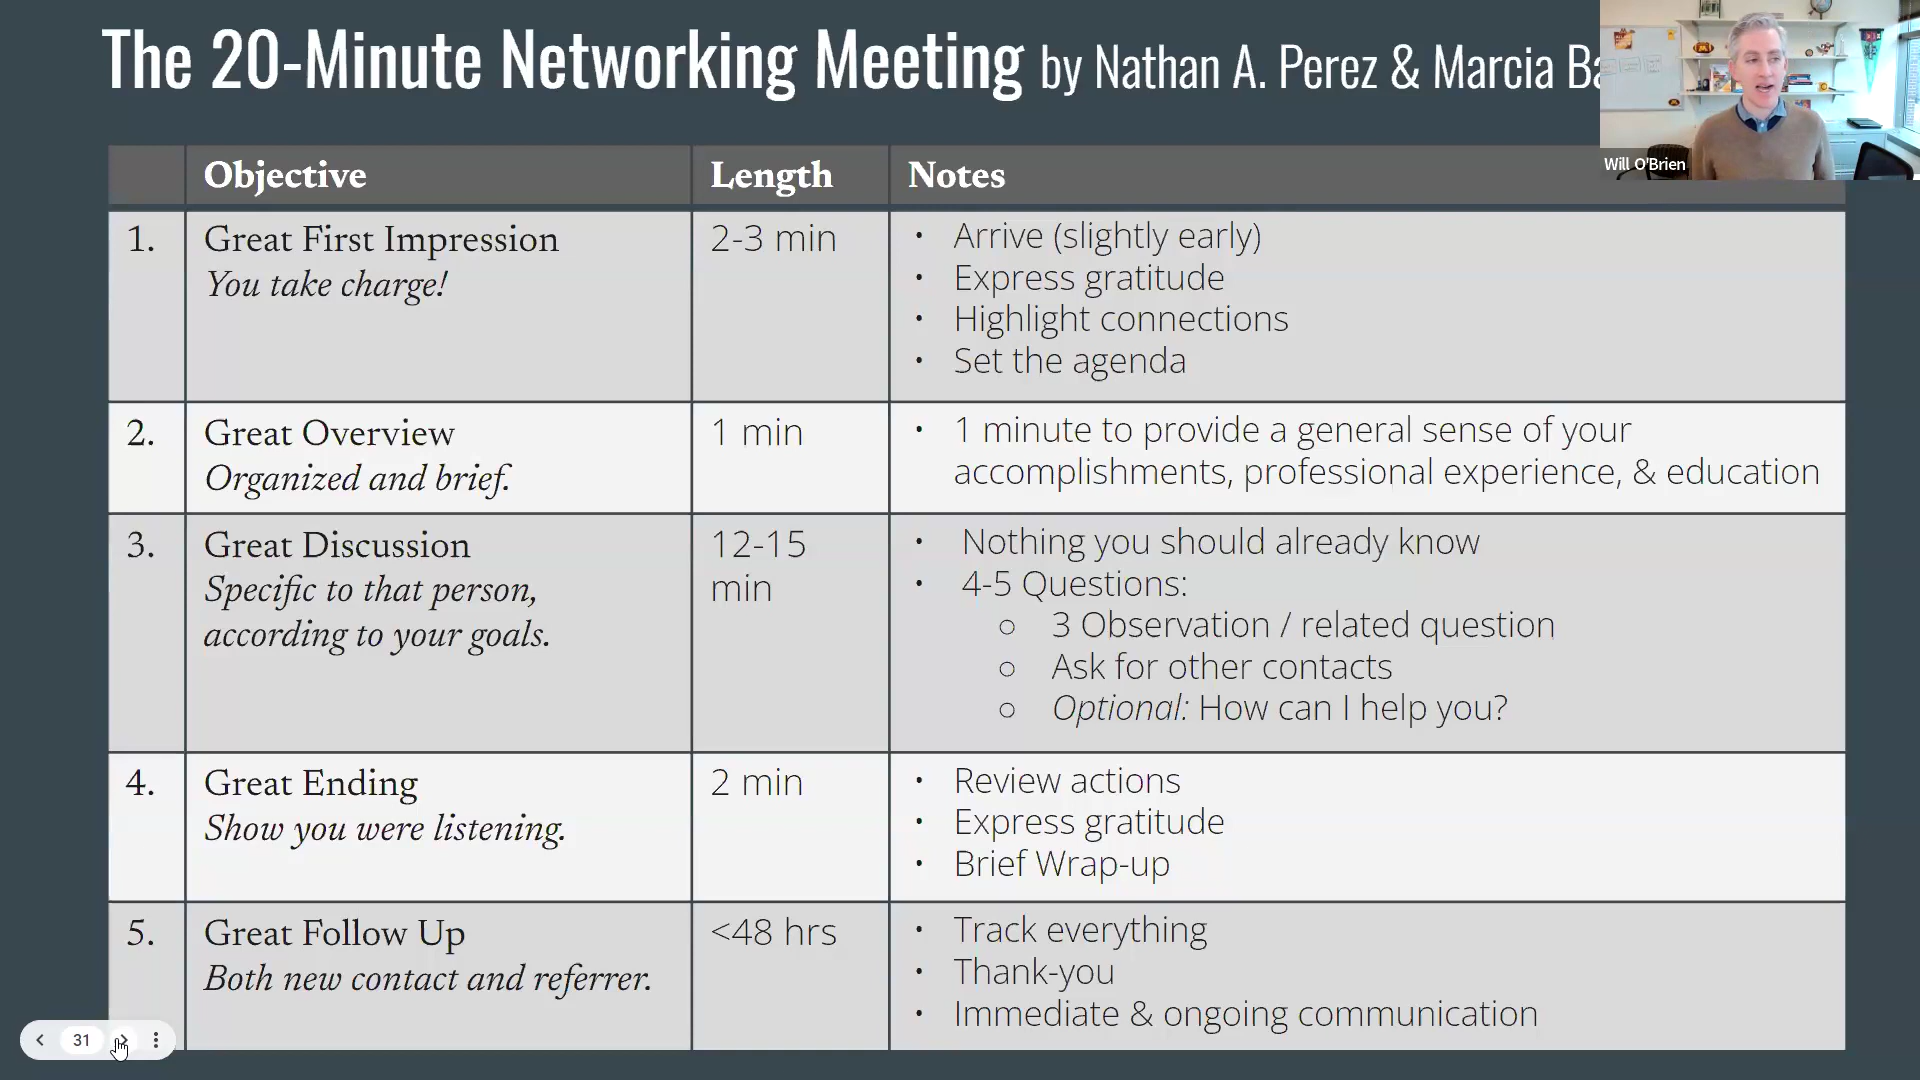 The 20-Minute Networking Meeting by Nathan A. Perez & Marcia
Will O'Brien
Objective Length Notes
1. Great First Impression 2-3 min
You take charge!
• Arrive (slightly early)
• Express gratitude
• Highlight connections
• Set the agenda
2. Great Overview 1 min
Organized and brief.
• 1 minute to provide a general sense of your
accomplishments, professional experience, & education
3. Great Discussion 12-15
min
Specific to that person,
according to your goals.
• Nothing you should already know
• 4-5 Questions:
○ 3 Observation / related question
○ Ask for other contacts
○ Optional: How can I help you?
4. Great Ending 2 min
Show you were listening.
• Review actions
• Express gratitude
• Brief Wrap-up
5. Great Follow Up <48 hrs
Both new contact and referrer.
• Track everything
• Thank-you
• Immediate & ongoing communication
31